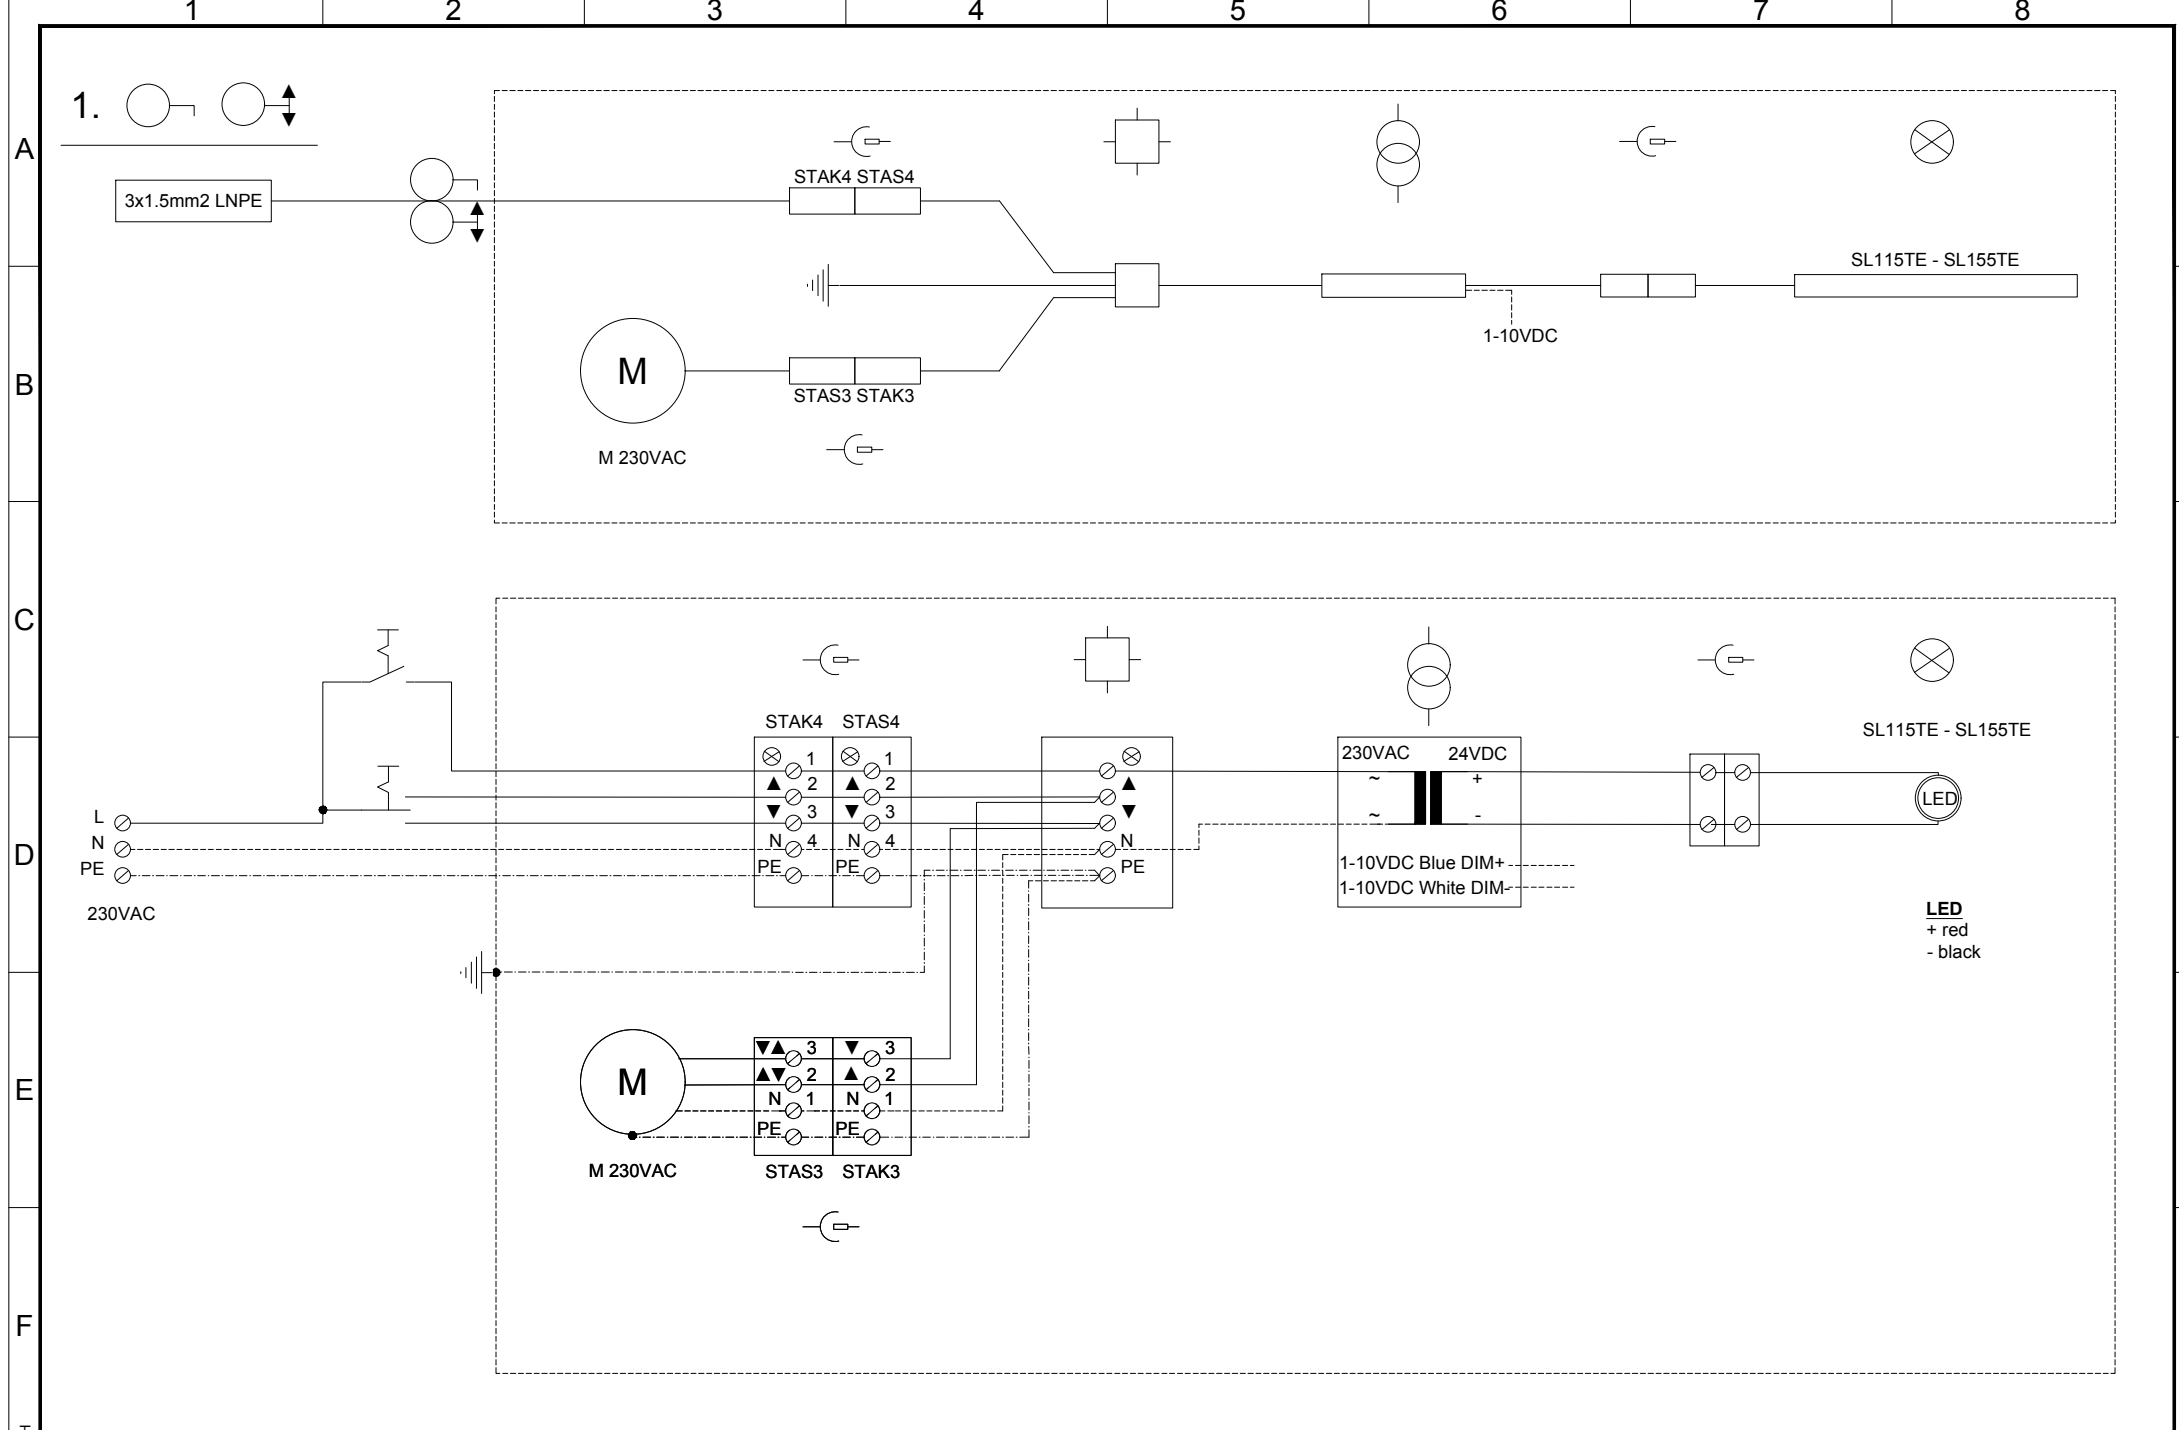 1 2 3 4 5 6 7 8
1.
A
STAK4 STAS4
3x1.5mm2 LNPE
SL115TE - SL155TE
1-10VDC
M
B
STAS3 STAK3
M 230VAC
C
STAK4 STAS4
SL115TE - SL155TE
230VAC 24VDC
1 1
~ +
2 2
LED
3 3
L
~ -
N 4 N 4 N
N
D
PE PE PE
PE
1-10VDC Blue DIM+
1-10VDC White DIM-
230VAC
LED
+ red
- black
3 3
M
2 2
E
N 1 N 1
PE PE
M 230VAC
STAS3 STAK3
F